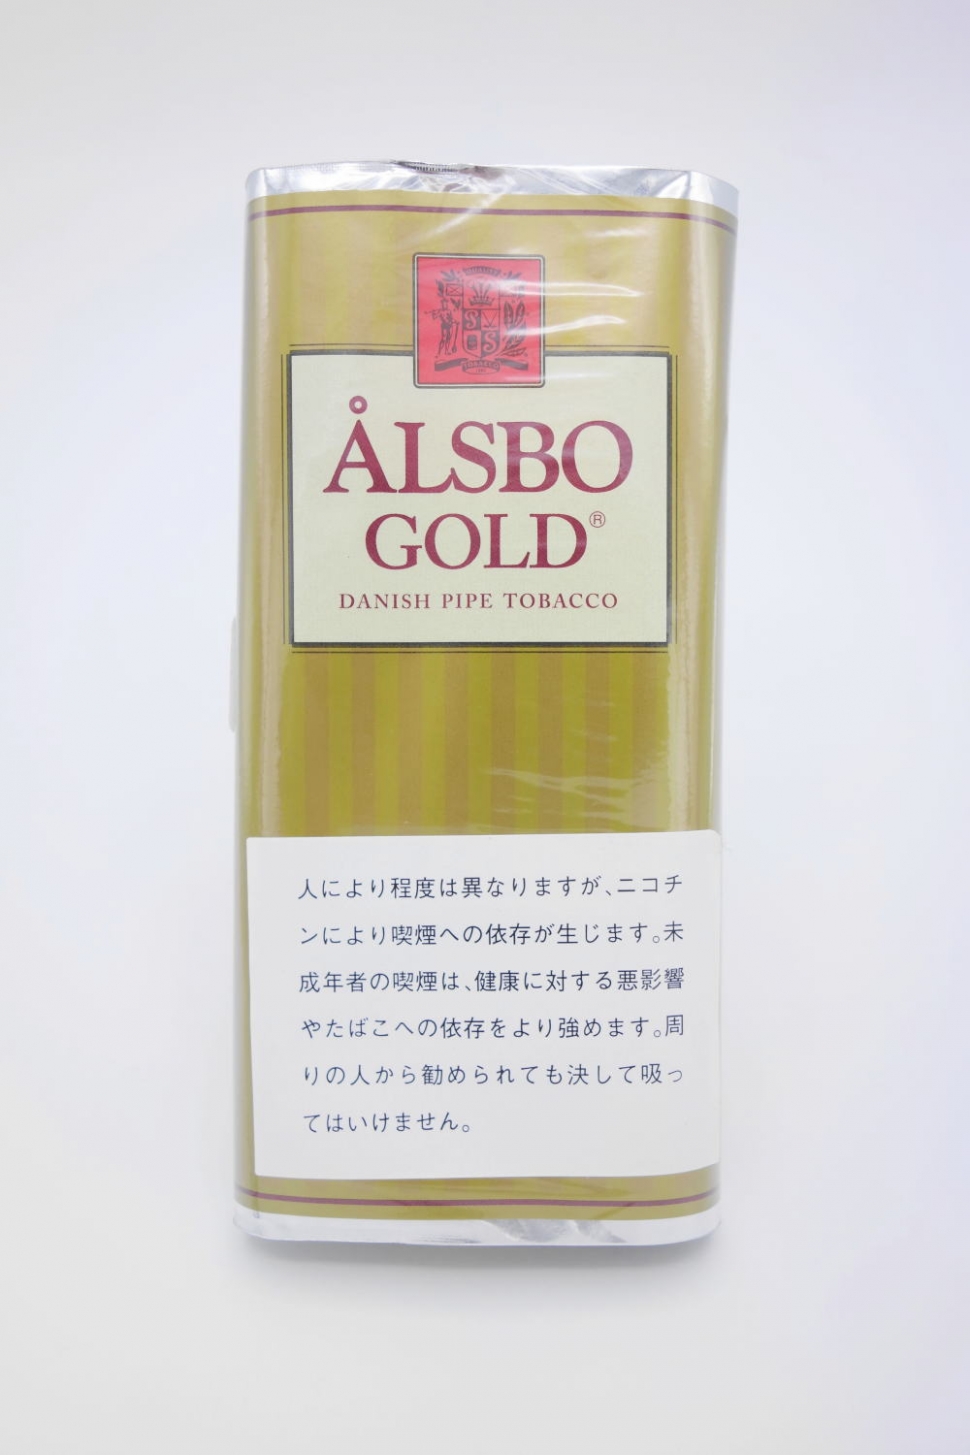 ÅLSBO
GOLD®
DANISH PIPE TOBACCO
人により程度は異なりますが、ニコチ
ンにより喫煙への依存が生じます。未
成年者の喫煙は、健康に対する悪影響
やたばこへの依存をより強めます。周
りの人から勧められても決して吸っ
てはいけません。